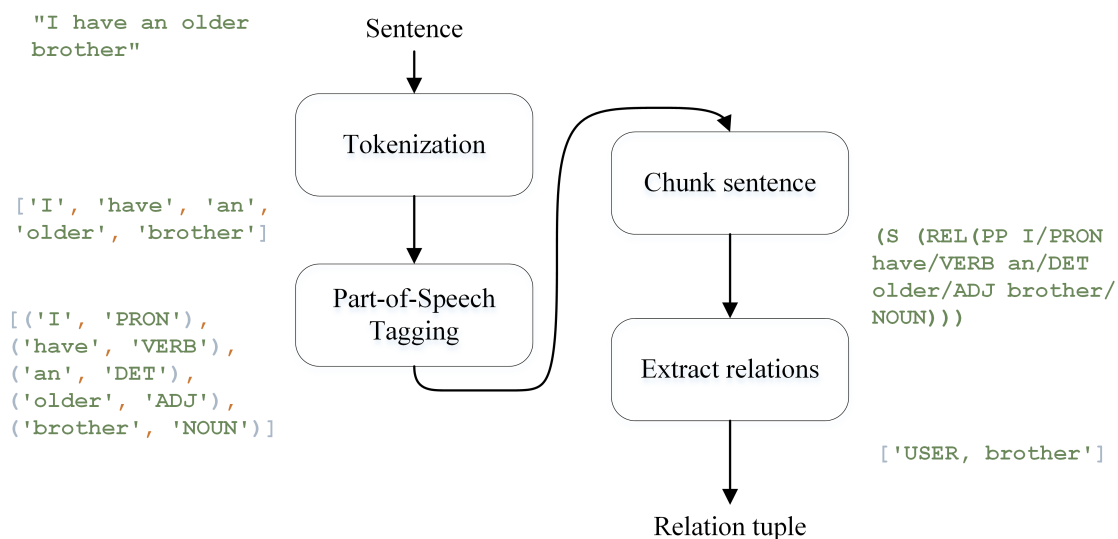 "I have an older
brother"
Sentence
Tokenization
['I', 'have', 'an',
'older', 'brother']
Part-of-Speech
Tagging
[('I', 'PRON'),
('have', 'VERB'),
('an', 'DET'),
('older', 'ADJ'),
('brother', 'NOUN')]
Chunk sentence
(S (REL(PP I/PRON
have/VERB an/DET
older/ADJ brother/
NOUN)))
Extract relations
['USER, brother']
Relation tuple